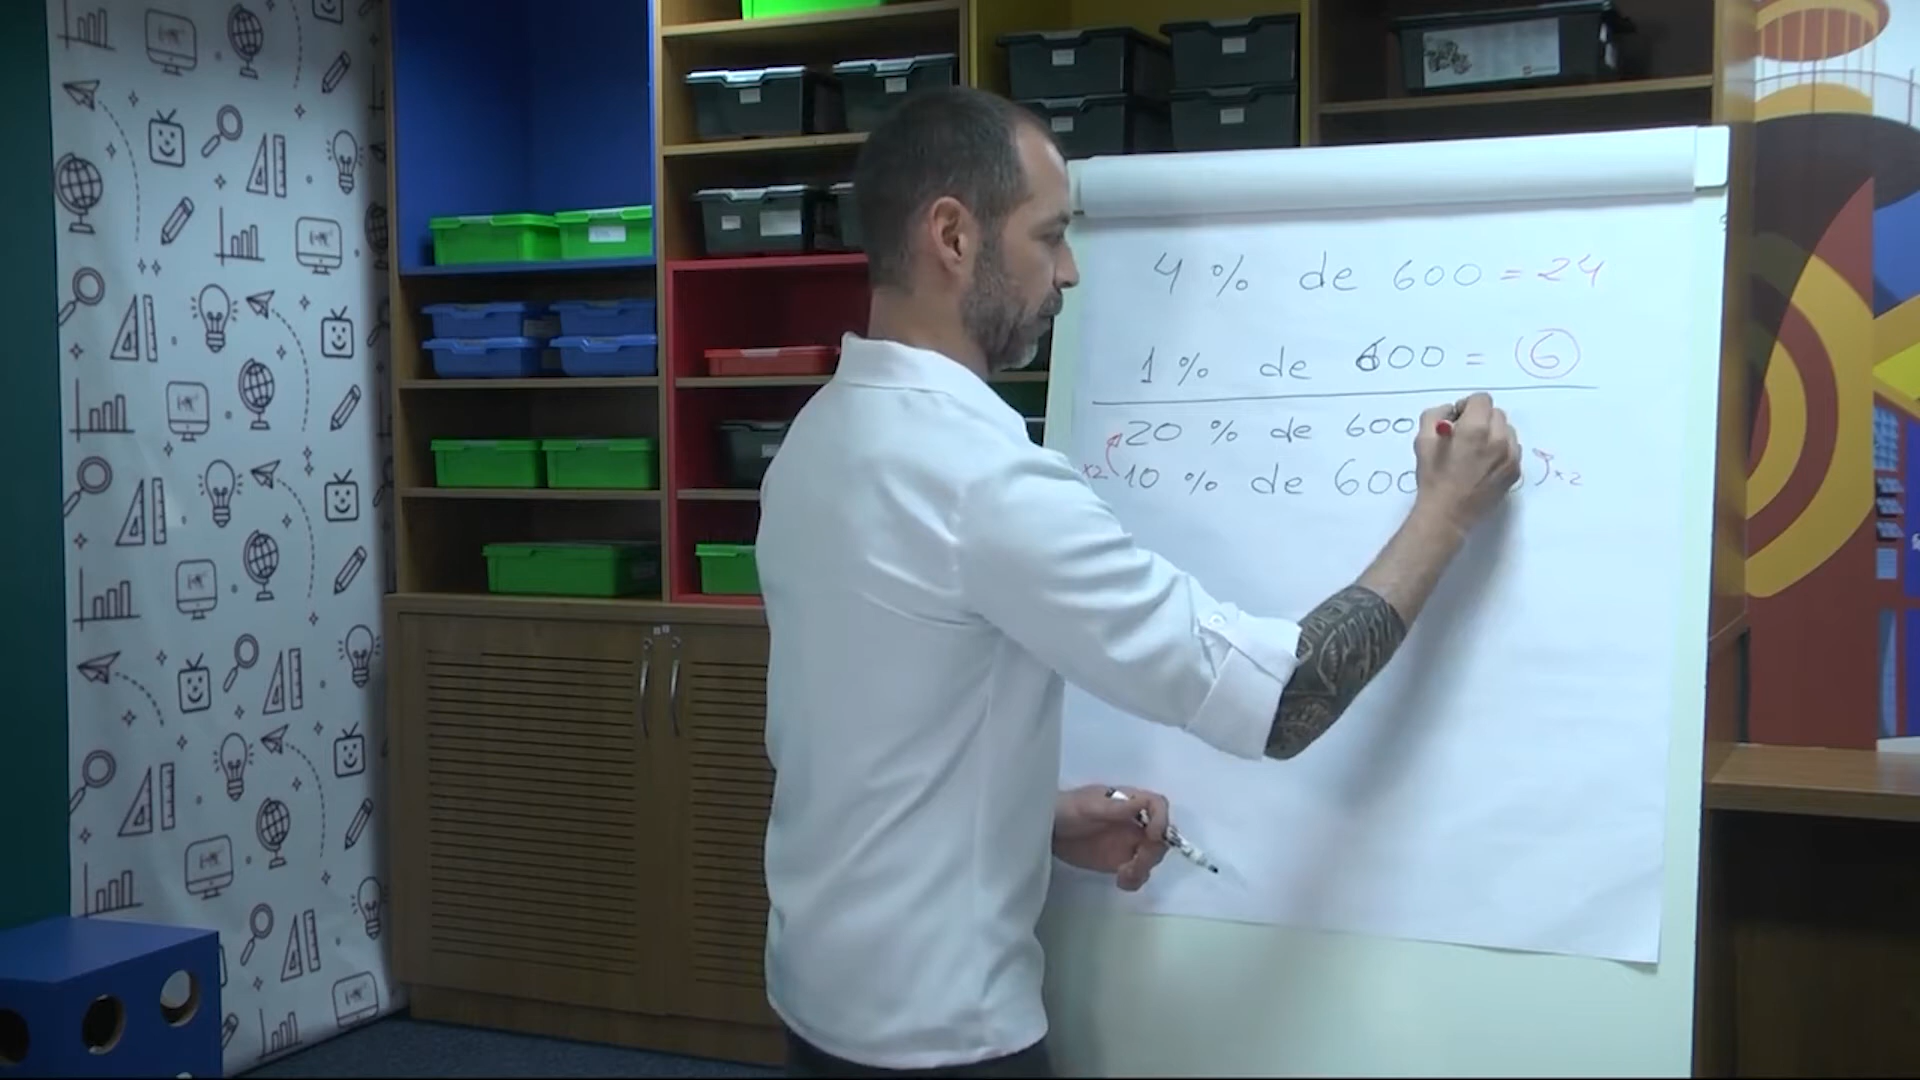 4 % de 600 = 24
1 % de 600 = 6
20 % de 600
x2 10 % de 600 x2